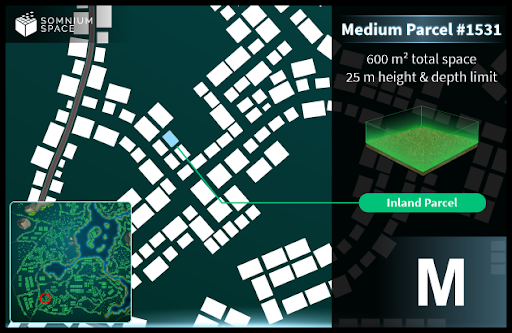 SOMNIUM
SPACE
Medium Parcel #1531
600 m² total space
25 m height & depth limit
Inland Parcel
M